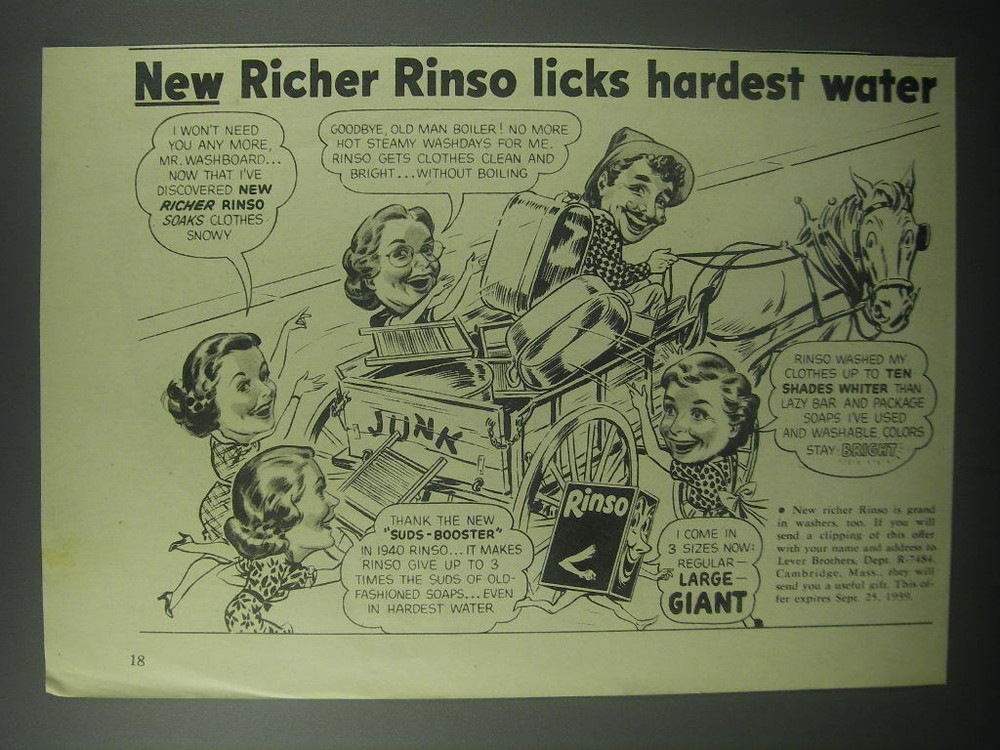 New Richer Rinso licks hardest water
I WON'T NEED
YOU ANY MORE,
MR. WASHBOARD...
NOW THAT I'VE
DISCOVERED NEW
RICHER RINSO
SOAKS CLOTHES
SNOWY
GOODBYE, OLD MAN BOILER! NO MORE
HOT STEAMY WASHDAYS FOR ME.
RINSO GETS CLOTHES CLEAN AND
BRIGHT...WITHOUT BOILING
JUNK
RINSO WASHED MY
CLOTHES UP TO TEN
SHADES WHITER THAN
LAZY BAR AND PACKAGE
SOAPS I'VE USED
AND WASHABLE COLORS
STAY BRIGHT
THANK THE NEW
"SUDS-BOOSTER"
IN 1940 RINSO...IT MAKES
RINSO GIVE UP TO 3
TIMES THE SUDS OF OLD-
FASHIONED SOAPS...EVEN
IN HARDEST WATER
Rinso
I COME IN
3 SIZES NOW:
REGULAR—
LARGE—
GIANT
• New richer Rinso is grand
in washers, too. If you will
send a clipping of this offer
with your name and address to
Lever Brothers, Dept. R-7484,
Cambridge, Mass., they will
send you a useful gift. This of-
fer expires Sept. 25, 1939.
18